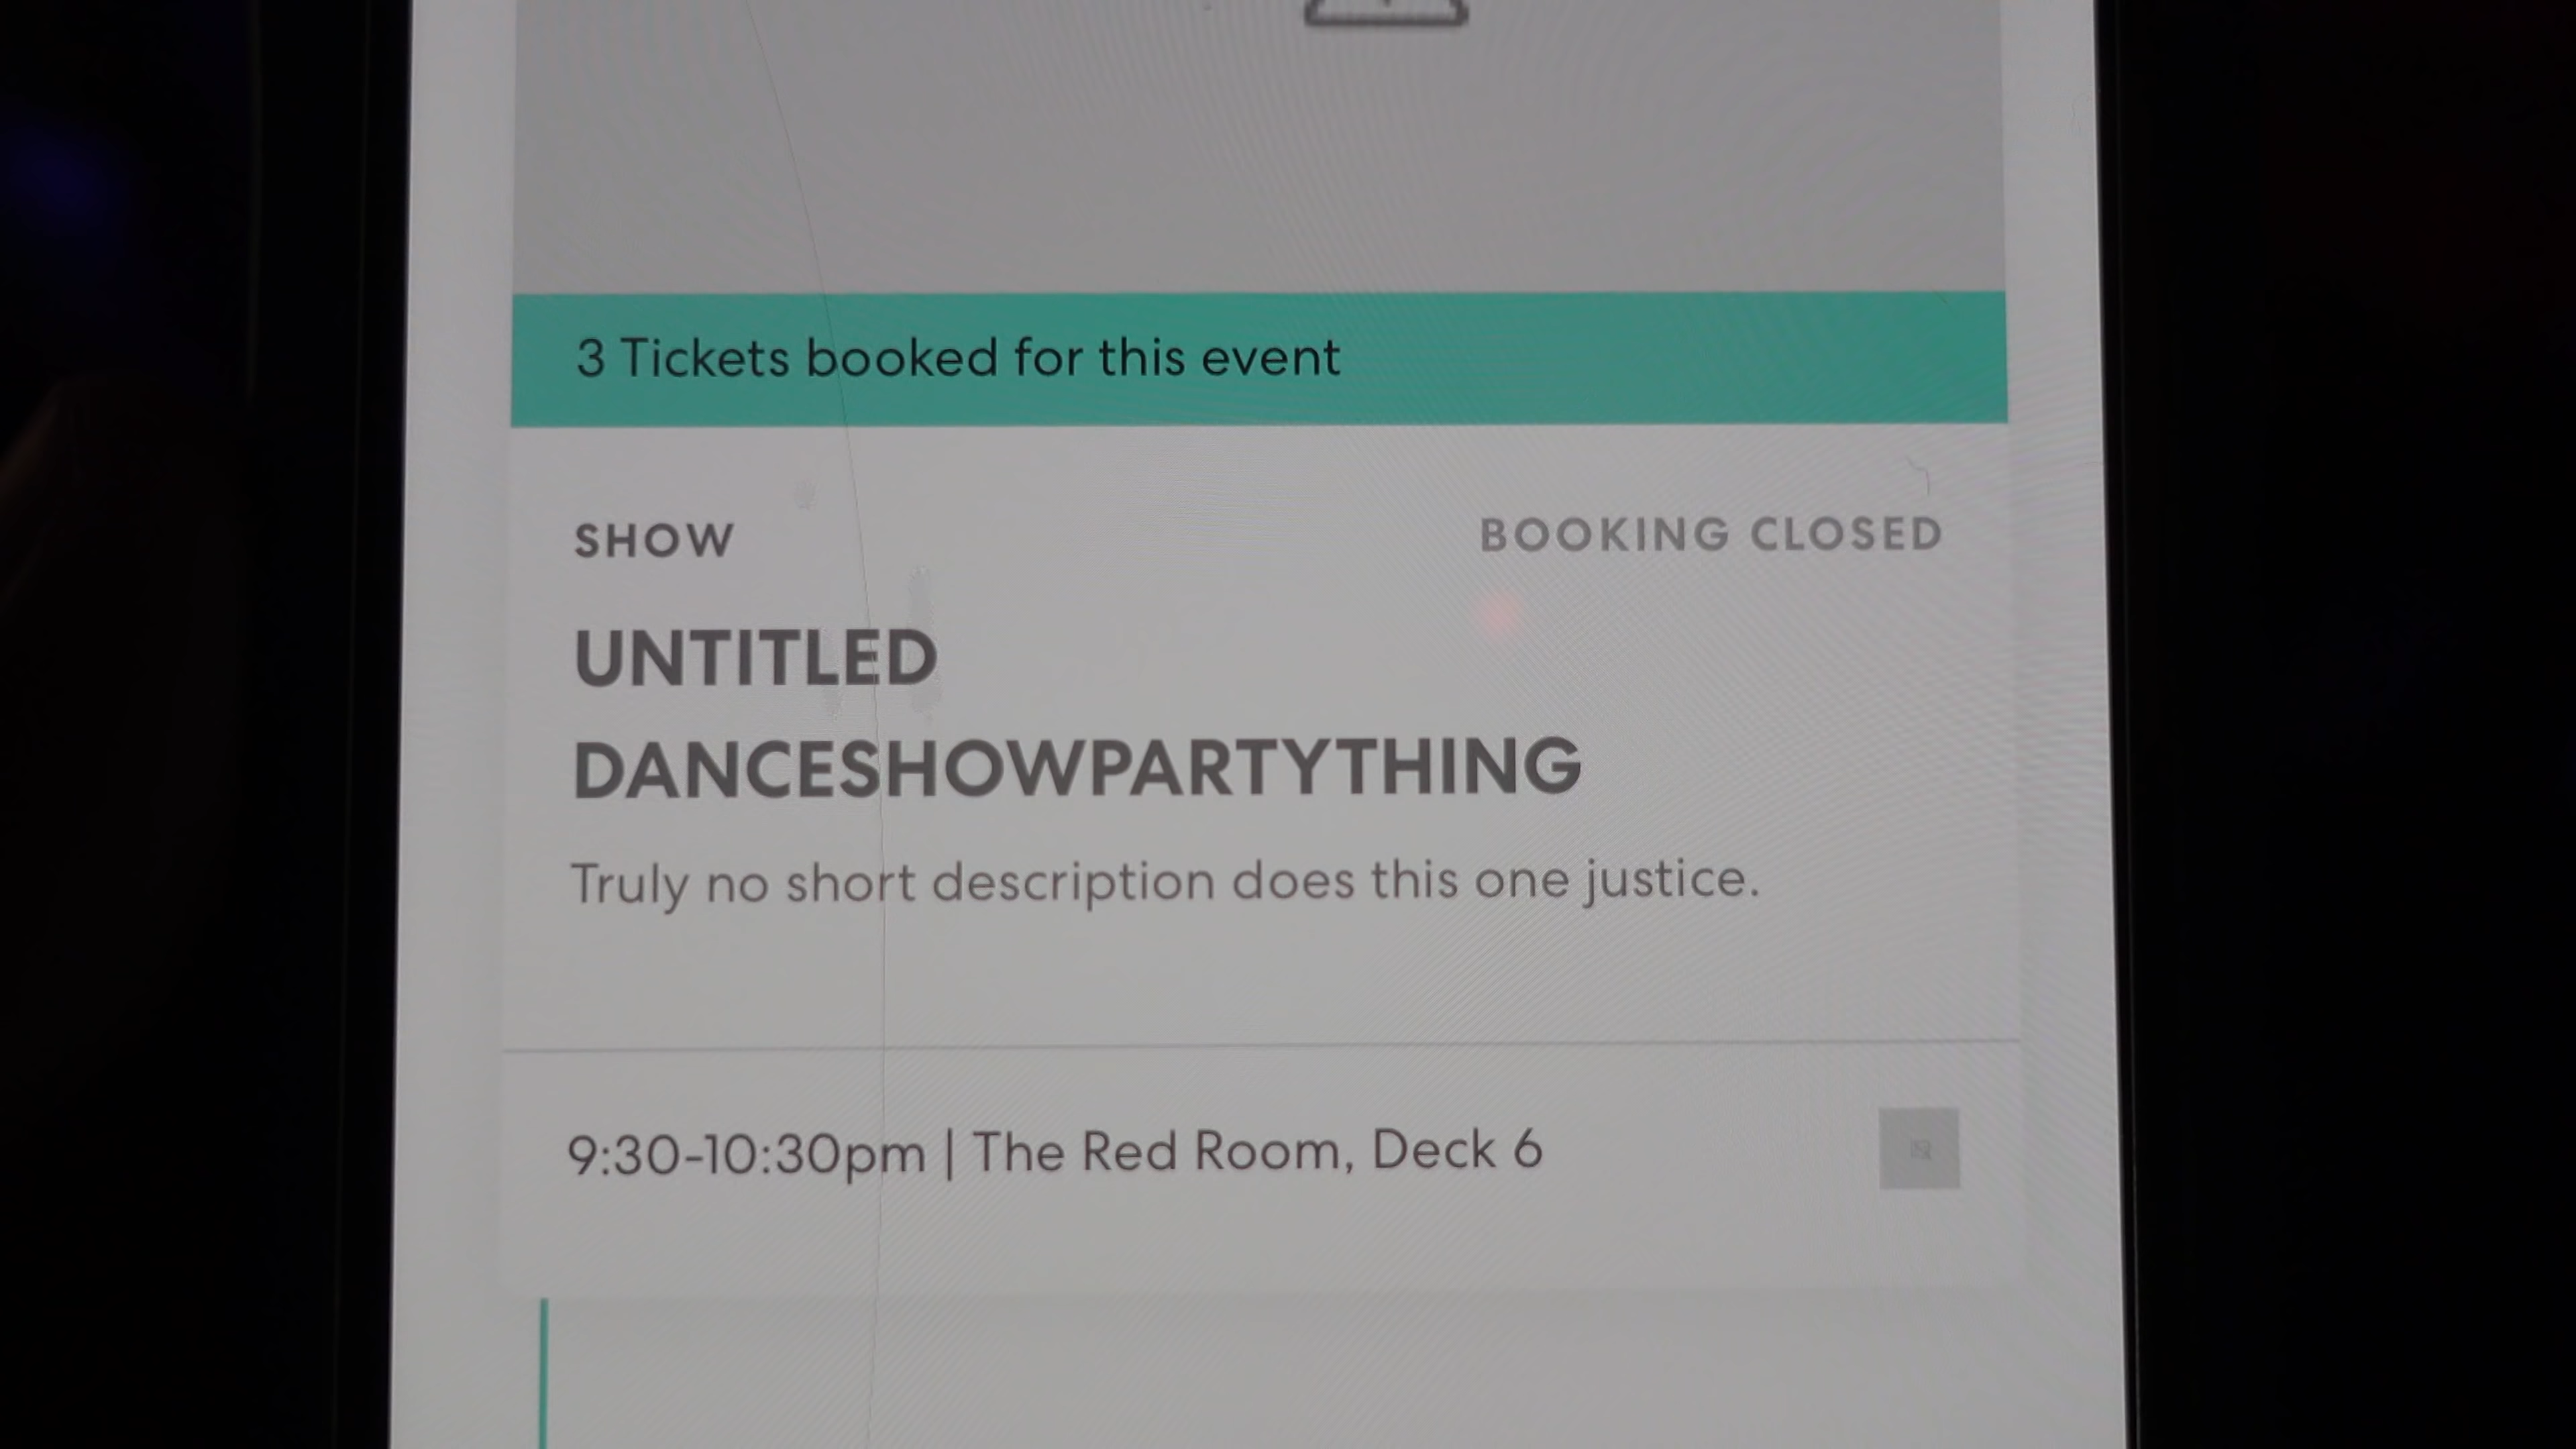 3 Tickets booked for this event
SHOW
BOOKING CLOSED
UNTITLED
DANCESHOWPARTYTHING
Truly no short description does this one justice.
9:30-10:30pm | The Red Room, Deck 6